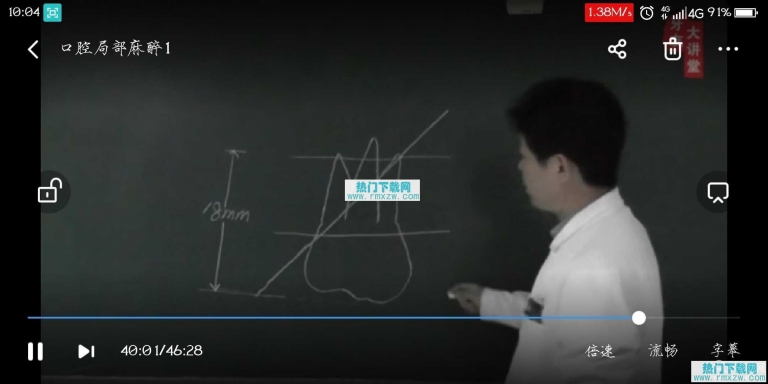 10:04
1.38M/s
4G
4G 91%
口腔局部麻醉1
大讲堂
18mm
热门下载网
www.rmxzw.com
40:01/46:28
倍速 流畅 字幕
热门下载网
www.rmxzw.com